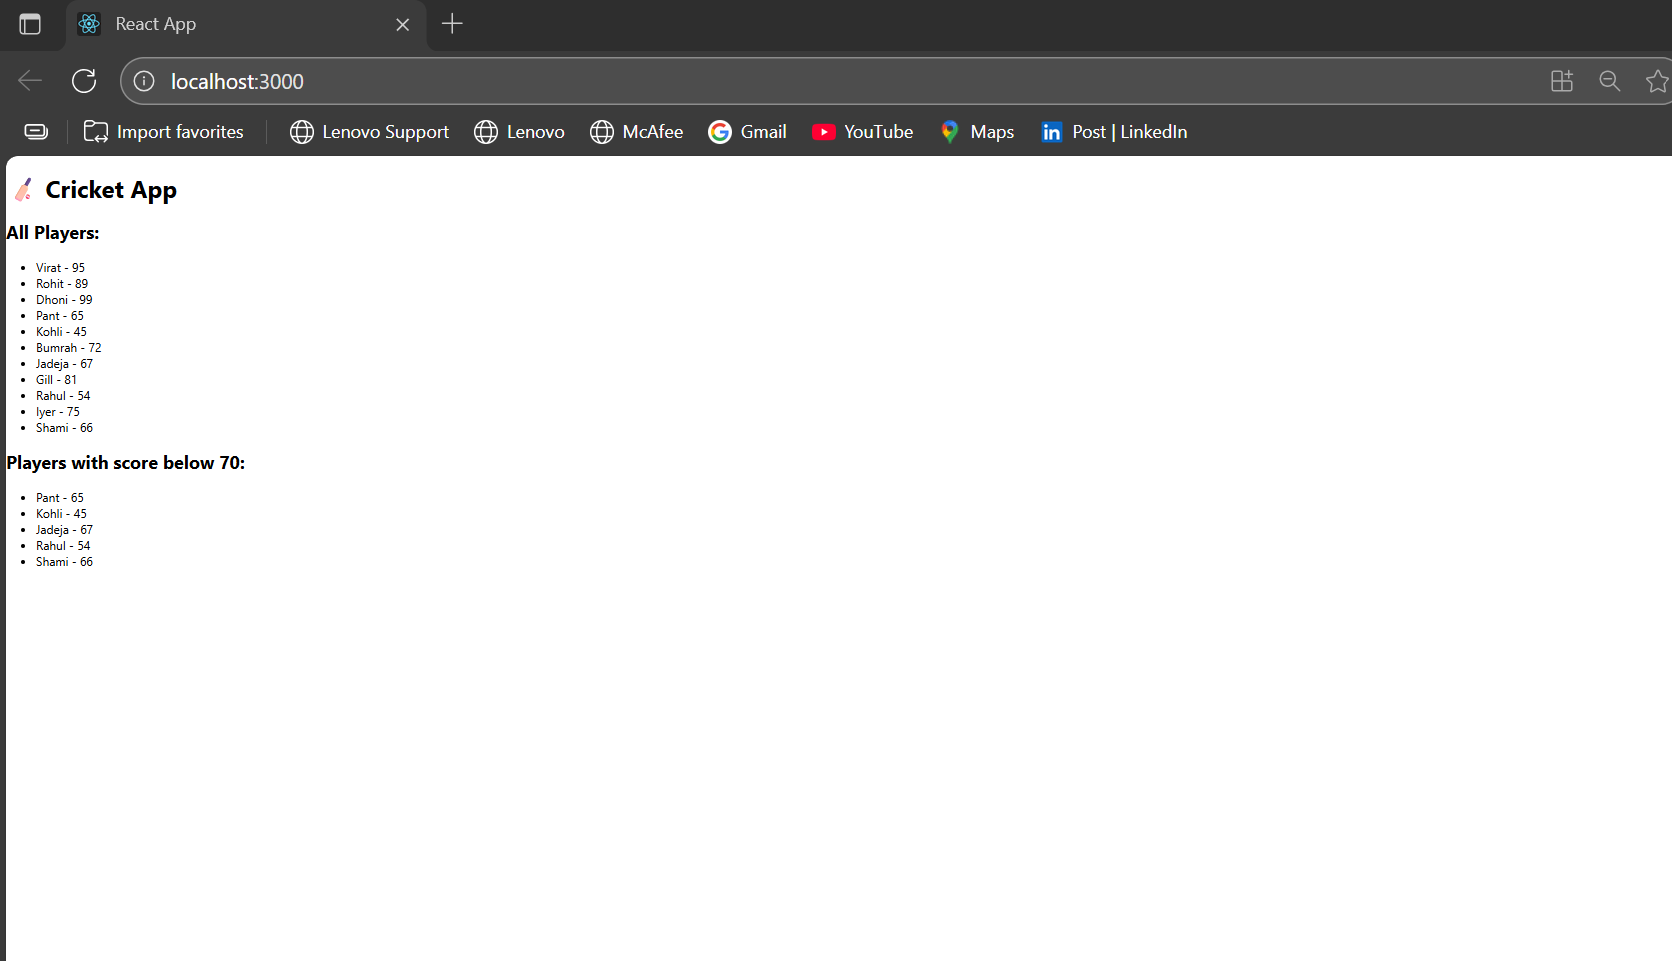 React App
localhost:3000
Import favorites Lenovo Support Lenovo McAfee Gmail YouTube Maps Post | LinkedIn
Cricket App
All Players:
Virat - 95
Rohit - 89
Dhoni - 99
Pant - 65
Kohli - 45
Bumrah - 72
Jadeja - 67
Gill - 81
Rahul - 54
Iyer - 75
Shami - 66
Players with score below 70:
Pant - 65
Kohli - 45
Jadeja - 67
Rahul - 54
Shami - 66